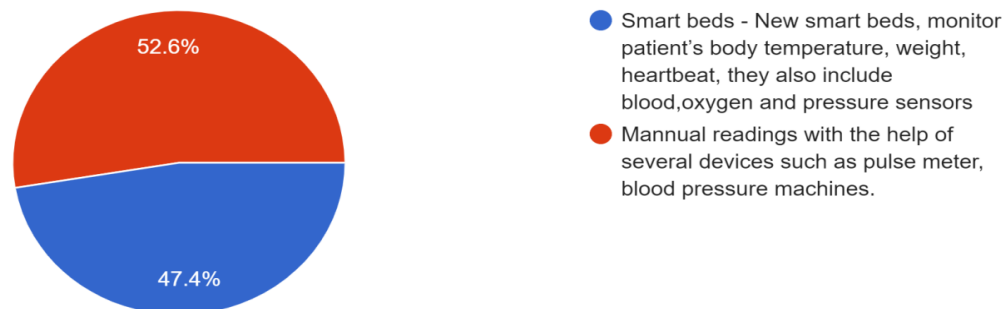 52.6%
47.4%
Smart beds - New smart beds, monitor
patient's body temperature, weight,
heartbeat, they also include
blood,oxygen and pressure sensors
Mannual readings with the help of
several devices such as pulse meter,
blood pressure machines.